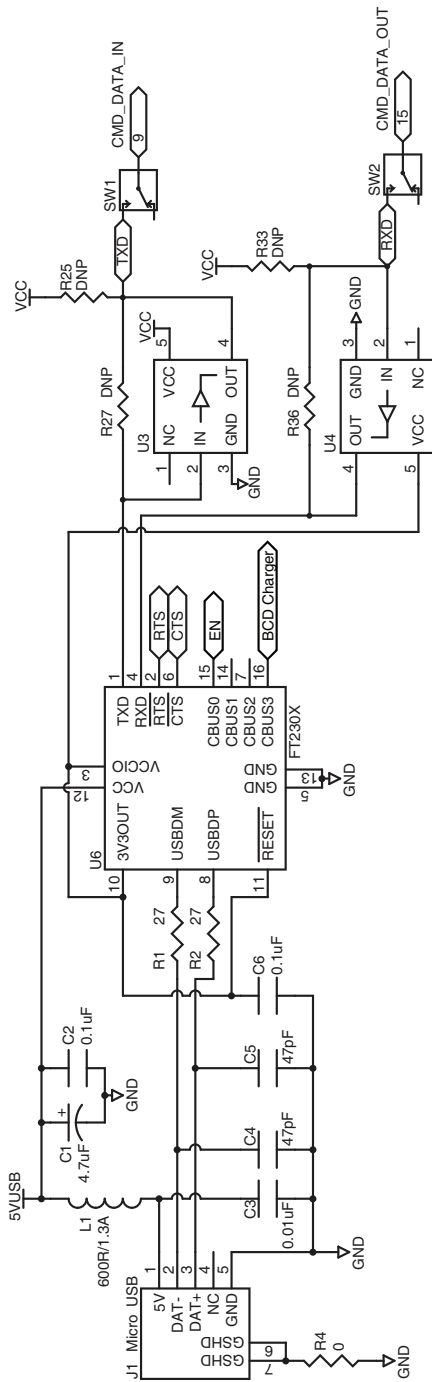 5VUSB
L1
600R/1.3A
C1
4.7uF
C2
0.1uF
GND
J1 Micro USB
5V
DAT-
DAT+
NC
GND
GSHD
GSHD
1
2
3
4
5
6
7
R4
0
GND
C3
0.01uF
C4
47pF
C5
47pF
C6
0.1uF
GND
R1
27
R2
27
U6
3V3OUT
USBDM
USBDP
RESET
10
9
8
11
VCC
12
VCCIO
3
TXD
RXD
RTS
CTS
CBUS0
CBUS1
CBUS2
CBUS3
1
4
2
6
15
14
7
16
GND
GND
5
13
GND
FT230X
RTS
CTS
EN
BCD Charger
R27
DNP
VCC
R25
DNP
U3
NC
IN
GND
VCC
OUT
1
2
3
5
4
VCC
GND
TXD
SW1
CMD_DATA_IN
9
R36
DNP
VCC
R33
DNP
U4
OUT
VCC
GND
IN
NC
4
5
3
2
1
GND
RXD
SW2
CMD_DATA_OUT
15